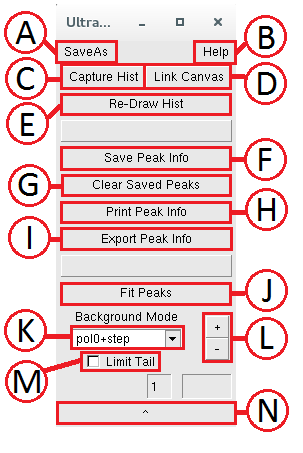 A
Ultra...
B
SaveAs
Help
C
Capture Hist
Link Canvas
D
E
Re-Draw Hist
Save Peak Info
F
G
Clear Saved Peaks
Print Peak Info
H
I
Export Peak Info
Fit Peaks
J
Background Mode
K
pol0+step
+
-
L
M
Limit Tail
1
^
N